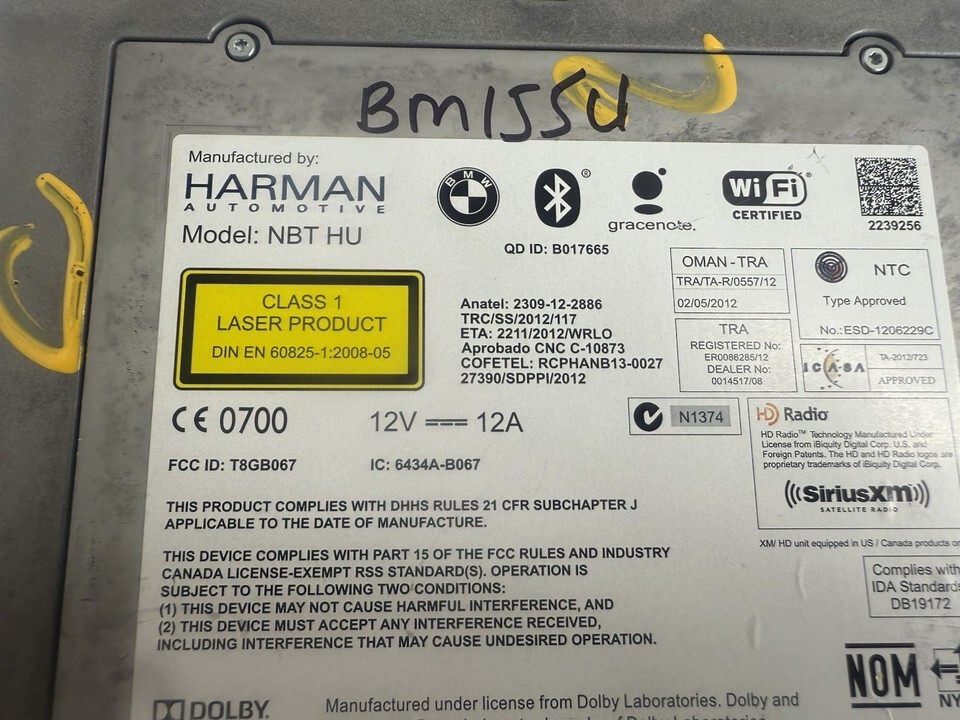 BM155U
Manufactured by:
HARMAN
AUTOMOTIVE
Model: NBT HU
BMW
®
gracenote.
Wi Fi®
CERTIFIED
2239256
QD ID: B017665
CLASS 1
LASER PRODUCT
DIN EN 60825-1:2008-05
Anatel: 2309-12-2886
TRC/SS/2012/117
ETA: 2211/2012/WRLO
Aprobado CNC C-10873
COFETEL: RCPHANB13-0027
27390/SDPPI/2012
OMAN - TRA
TRA/TA-R/0557/12
02/05/2012
TRA
REGISTERED No:
ER0086285/12
DEALER No:
0014517/08
NTC
Type Approved
No.: ESD-1206229C
ICASA
TA-2012/723
APPROVED
CE 0700
12V 12A
N1374
FCC ID: T8GB067
IC: 6434A-B067
HD Radio
HD Radio™ Technology Manufactured Under
License from iBiquity Digital Corp. U.S. and
Foreign Patents. The HD and HD Radio logos are
proprietary trademarks of iBiquity Digital Corp.
((SiriusXM))
SATELLITE RADIO
XM/ HD unit equipped in US / Canada products
THIS PRODUCT COMPLIES WITH DHHS RULES 21 CFR SUBCHAPTER J
APPLICABLE TO THE DATE OF MANUFACTURE.
THIS DEVICE COMPLIES WITH PART 15 OF THE FCC RULES AND INDUSTRY
CANADA LICENSE-EXEMPT RSS STANDARD(S). OPERATION IS
SUBJECT TO THE FOLLOWING TWO CONDITIONS:
(1) THIS DEVICE MAY NOT CAUSE HARMFUL INTERFERENCE, AND
(2) THIS DEVICE MUST ACCEPT ANY INTERFERENCE RECEIVED,
INCLUDING INTERFERENCE THAT MAY CAUSE UNDESIRED OPERATION.
Complies with
IDA Standards
DB19172
NOM
NY
DOLBY.
Manufactured under license from Dolby Laboratories. Dolby and